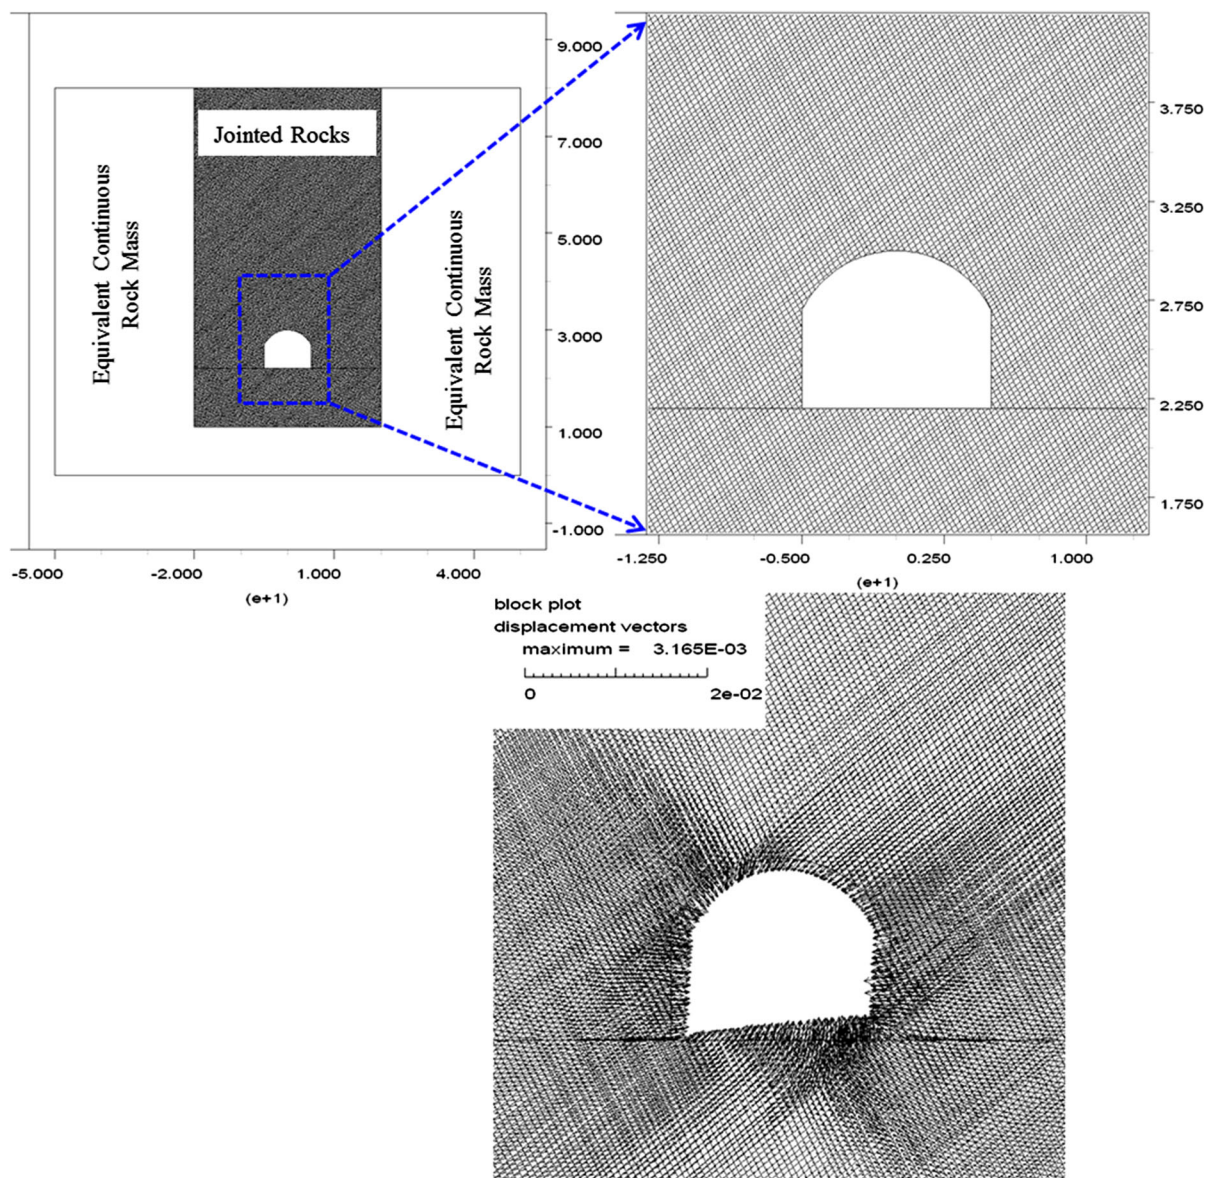 Jointed Rocks
Equivalent Continuous
Rock Mass
Equivalent Continuous
Rock Mass
9.000
7.000
5.000
3.000
1.000
-1.000
-5.000
-2.000
1.000
4.000
(e+1)
3.750
3.250
2.750
2.250
1.750
-1.250
-0.500
0.250
1.000
(e+1)
block plot
displacement vectors
maximum = 3.165E-03
0
2e-02